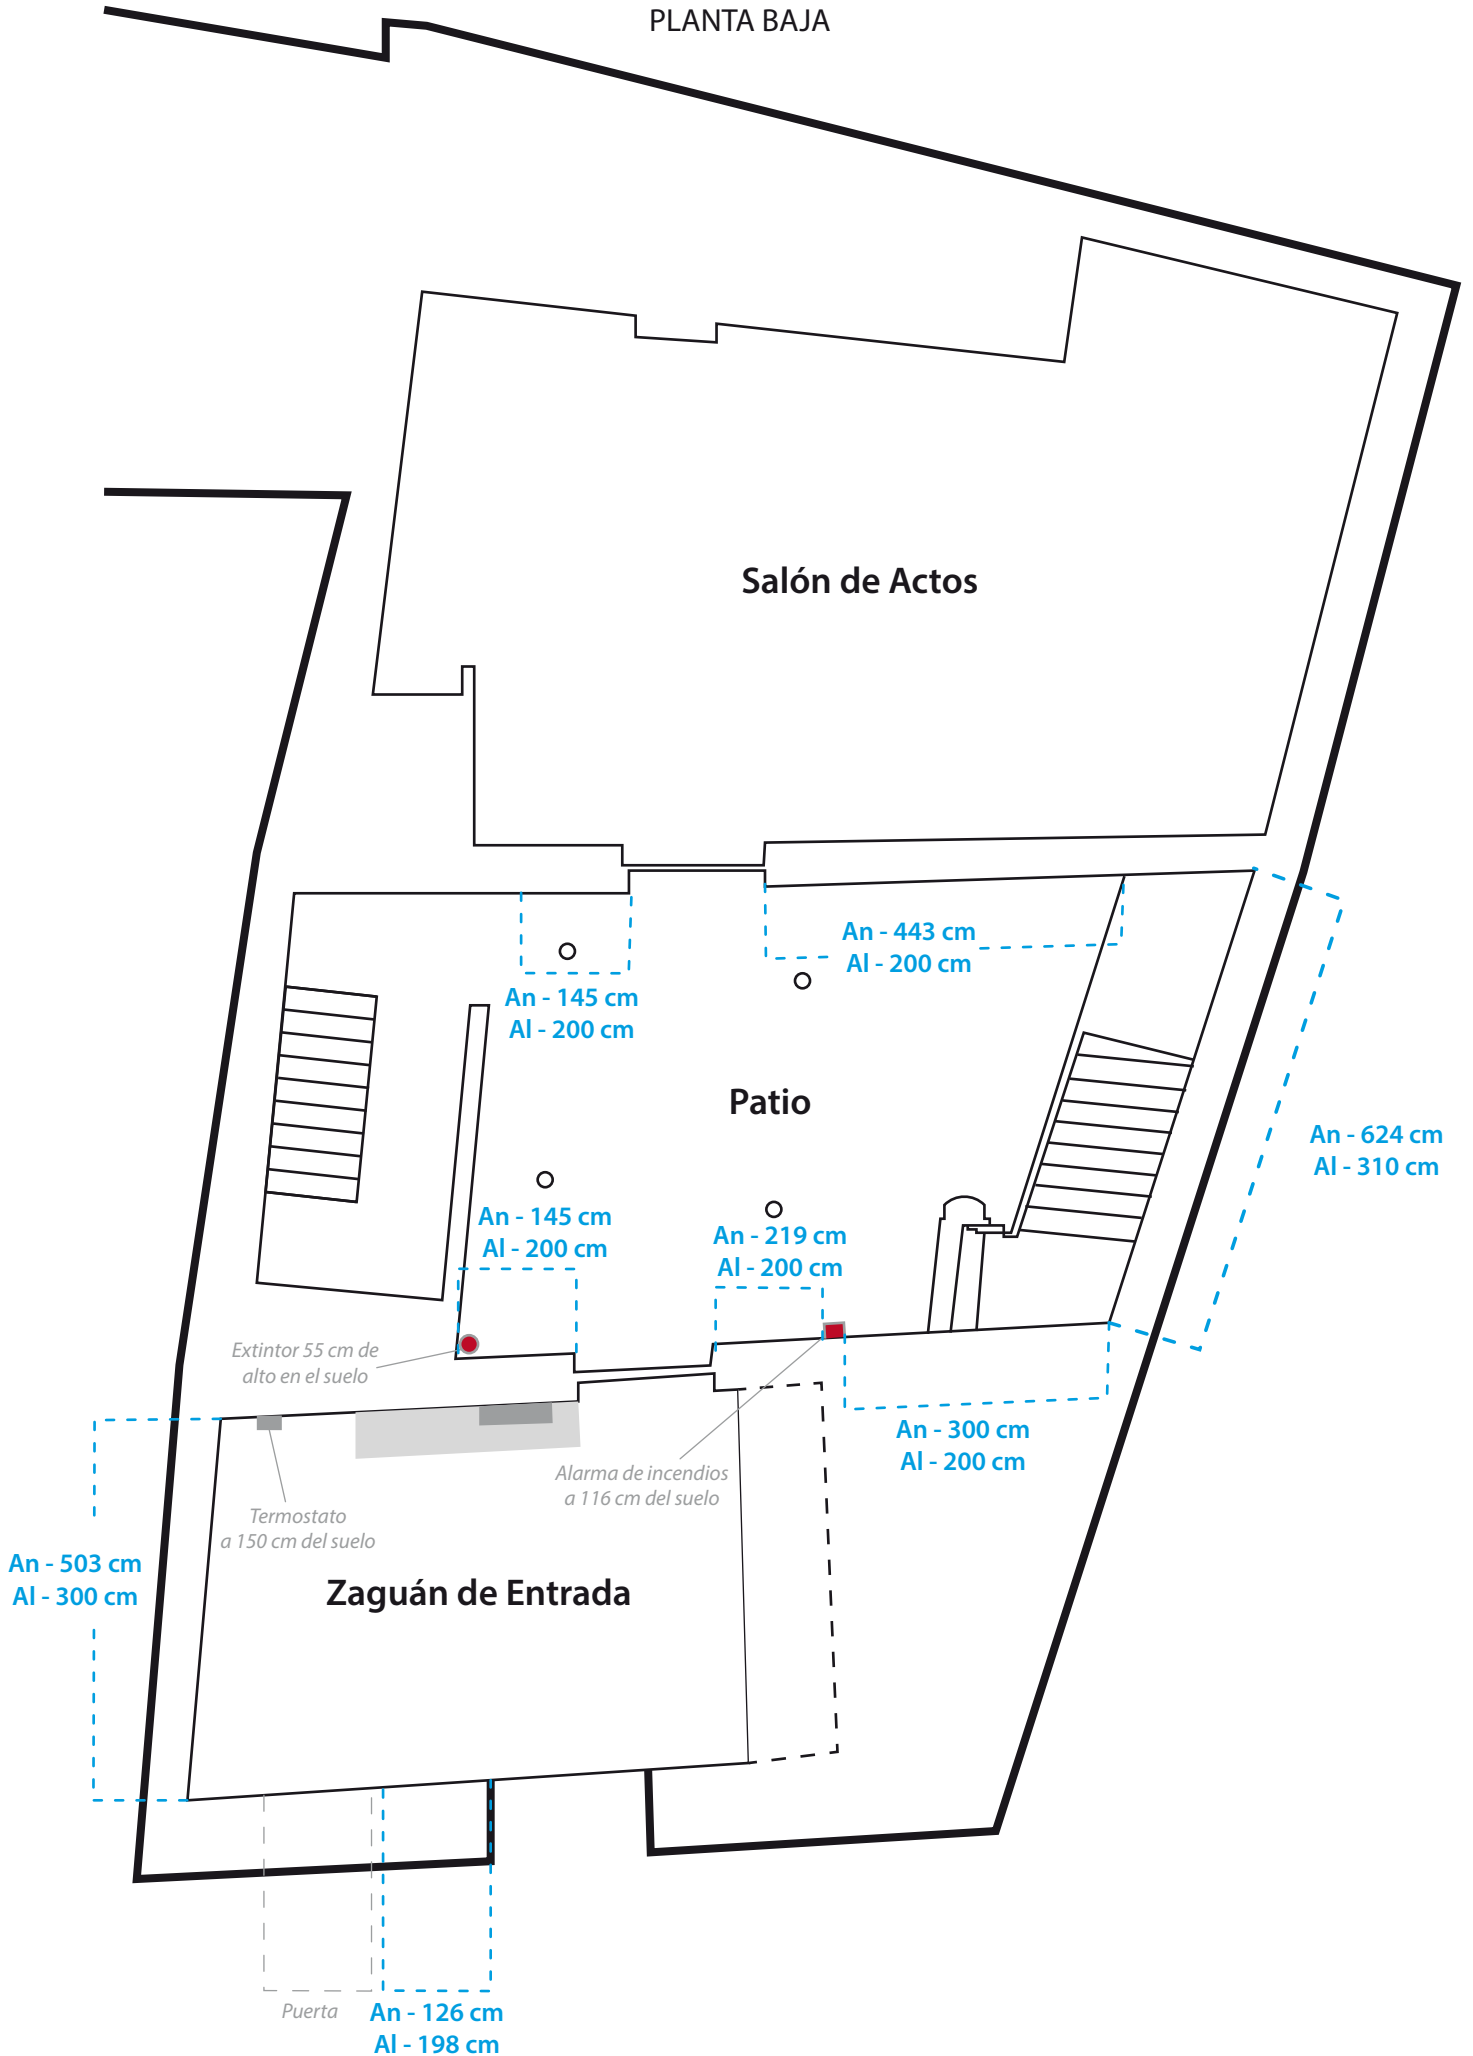 PLANTA BAJA
Salón de Actos
An - 443 cm
Al - 200 cm
An - 145 cm
Al - 200 cm
Patio
An - 624 cm
Al - 310 cm
An - 145 cm
Al - 200 cm
An - 219 cm
Al - 200 cm
Extintor 55 cm de
alto en el suelo
An - 300 cm
Al - 200 cm
Alarma de incendios
a 116 cm del suelo
Termostato
a 150 cm del suelo
An - 503 cm
Al - 300 cm
Zaguán de Entrada
Puerta
An - 126 cm
Al - 198 cm